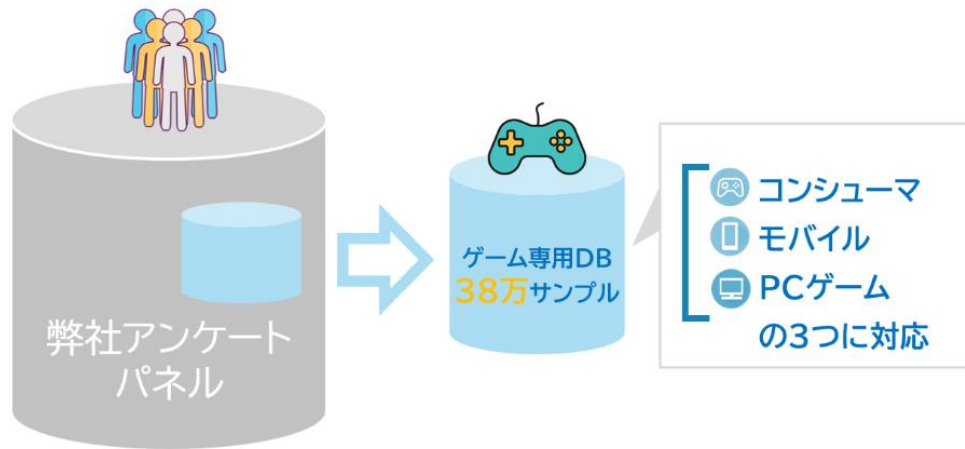 弊社アンケート
パネル
ゲーム専用DB
38万サンプル
コンシューマ
モバイル
PCゲーム
の3つに対応